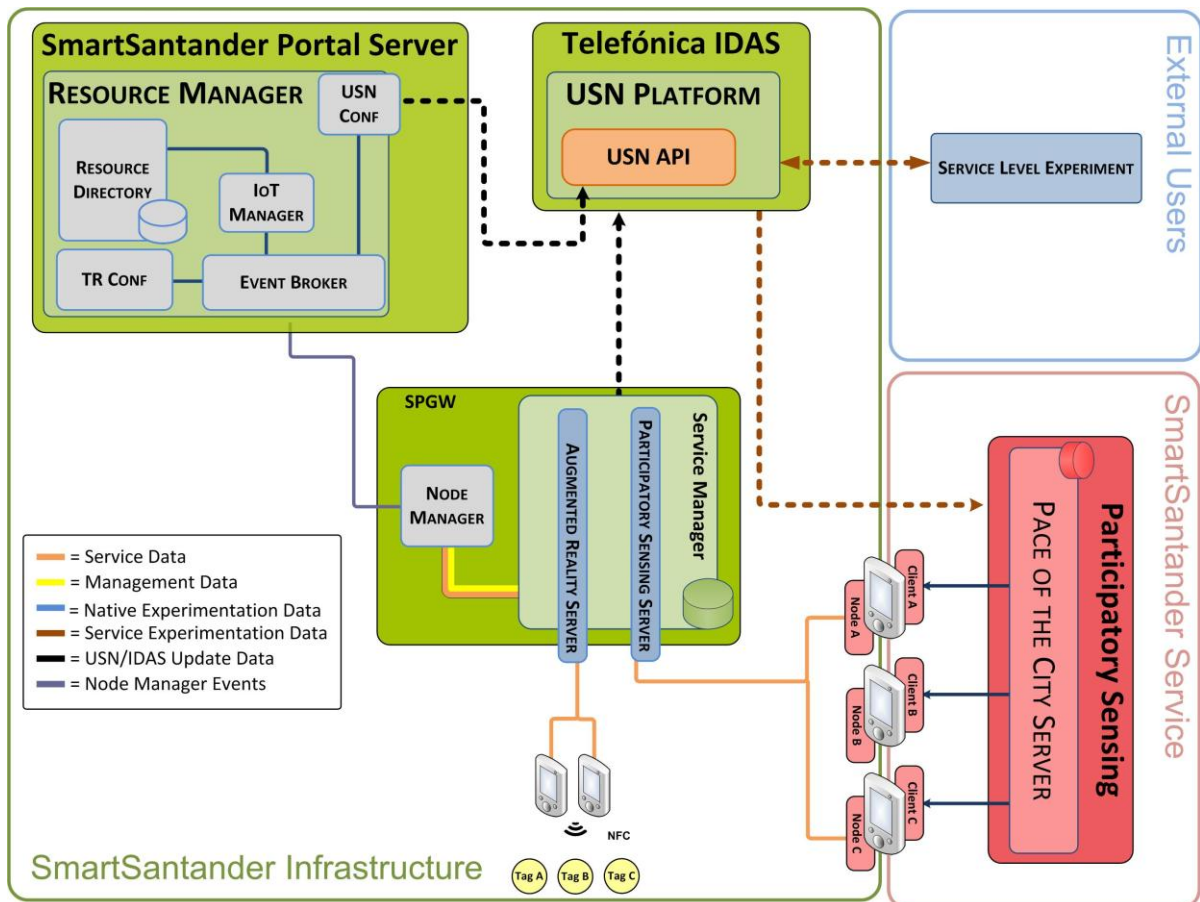 SmartSantander Portal Server
RESOURCE MANAGER
USN
CONF
RESOURCE
DIRECTORY
IOT
MANAGER
TR CONF
EVENT BROKER
Telefónica IDAS
USN PLATFORM
USN API
External Users
SERVICE LEVEL EXPERIMENT
SPGW
NODE
MANAGER
AUGMENTED REALITY SERVER
PARTICIPATORY SENSING SERVER
Service Manager
= Service Data
= Management Data
= Native Experimentation Data
= Service Experimentation Data
= USN/IDAS Update Data
= Node Manager Events
NFC
Tag A
Tag B
Tag C
SmartSantander Infrastructure
Client A
Node A
Client B
Node B
Client C
Node C
PACE OF THE CITY SERVER
Participatory Sensing
SmartSantander Service